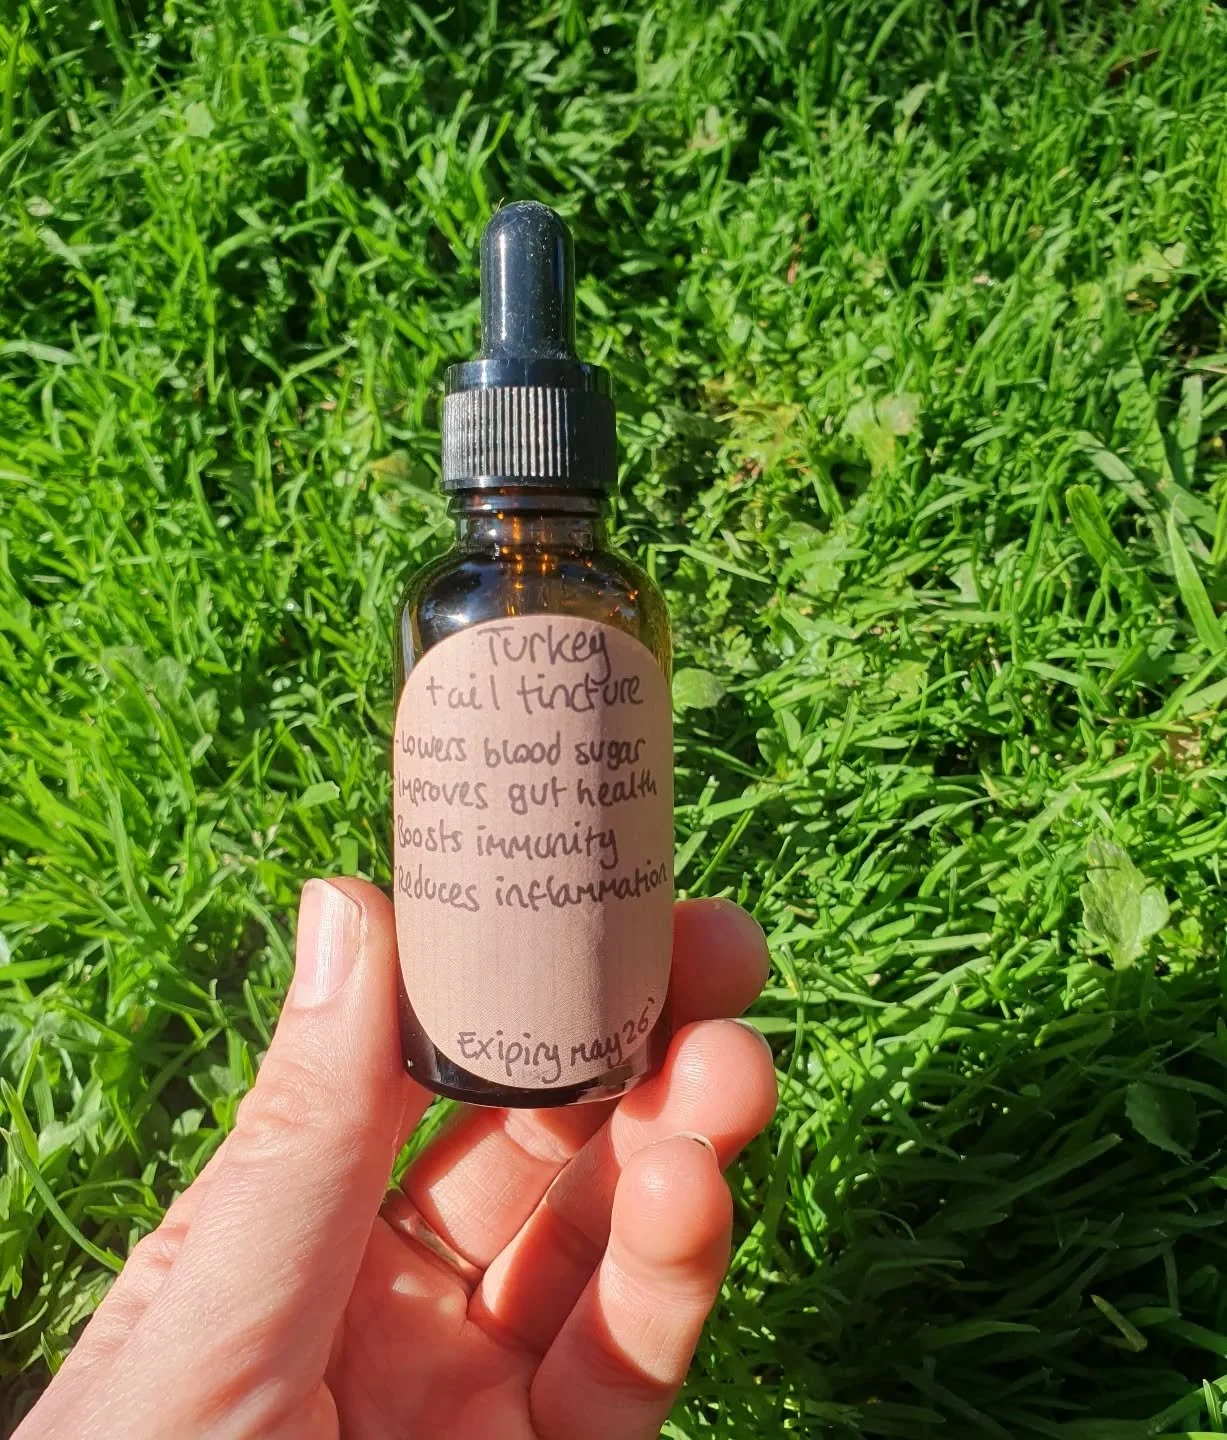 Turkey
tail tincture
-Lowers blood sugar
Improves gut health
Boosts immunity
Reduces inflammation
Exipiry May 26'